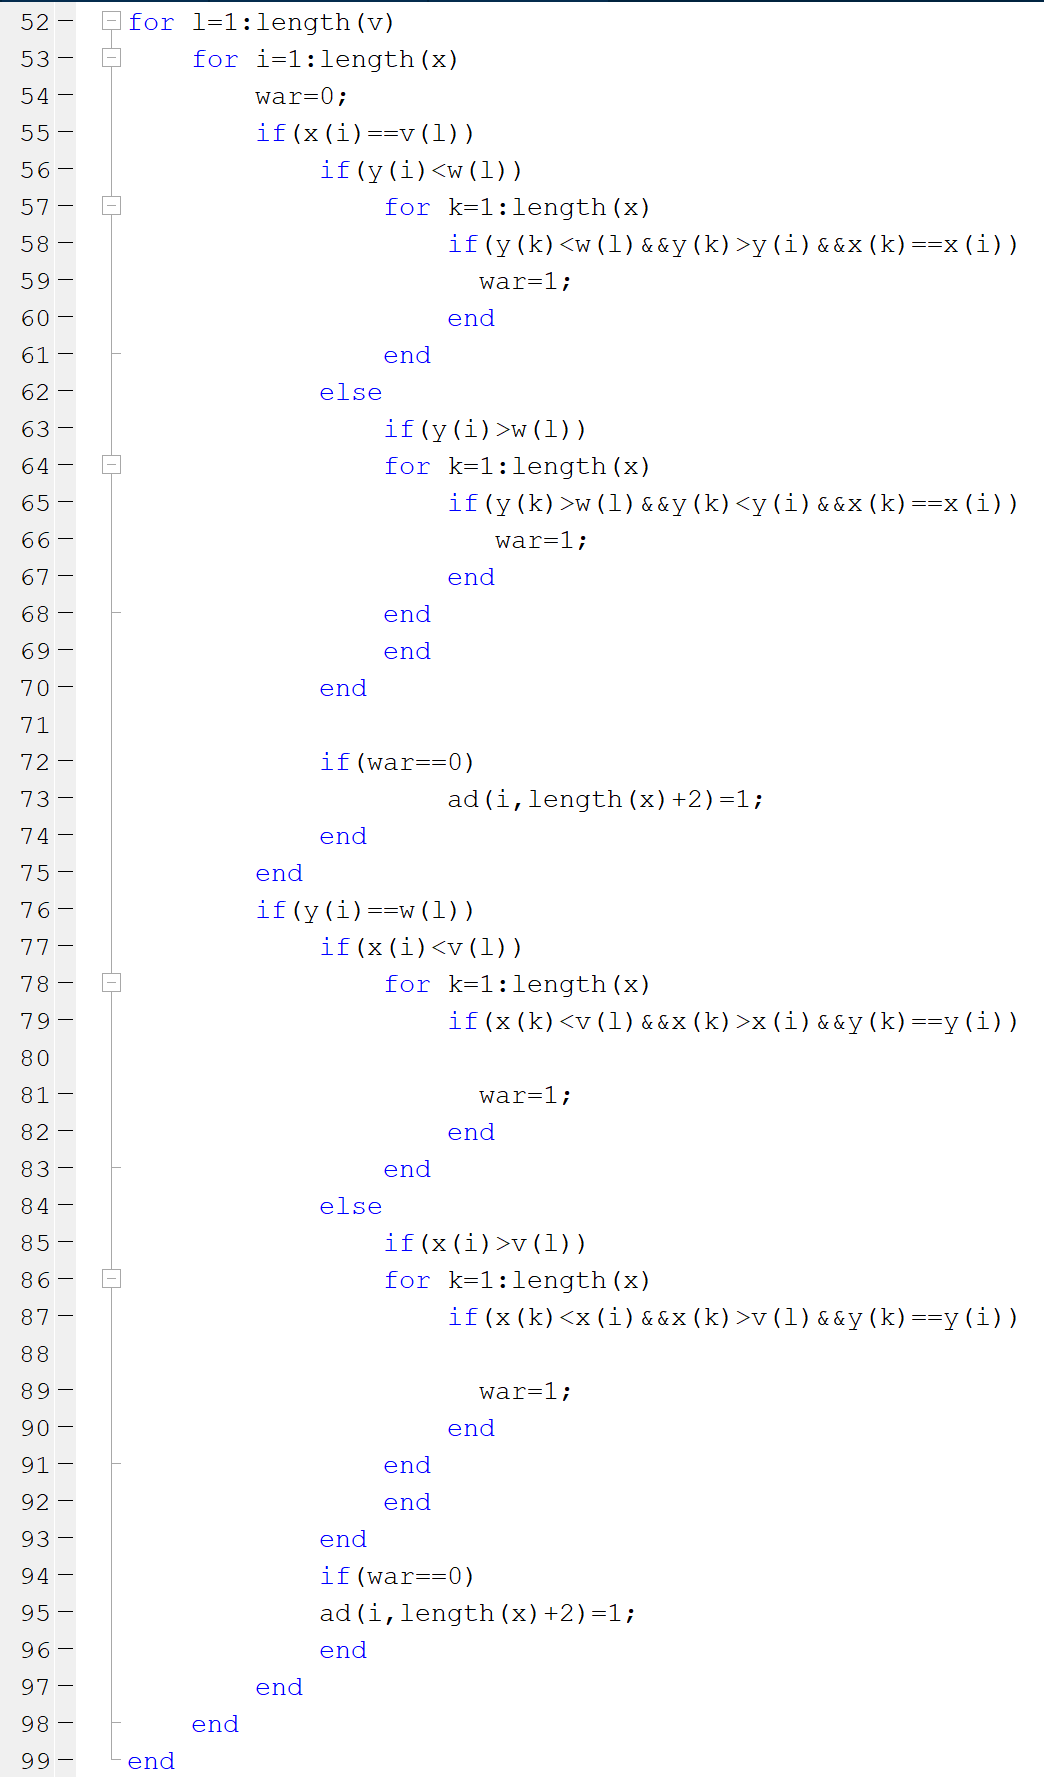 52 for l=1:length(v)
53 for i=1:length(x)
54 war=0;
55 if(x(i)==v(l))
56 if(y(i)<w(l))
57 for k=1:length(x)
58 if(y(k)<w(l)&&y(k)>y(i)&&x(k)==x(i))
59 war=1;
60 end
61 end
62 else
63 if(y(i)>w(l))
64 for k=1:length(x)
65 if(y(k)>w(l)&&y(k)<y(i)&&x(k)==x(i))
66 war=1;
67 end
68 end
69 end
70 end
71
72 if(war==0)
73 ad(i,length(x)+2)=1;
74 end
75 end
76 if(y(i)==w(l))
77 if(x(i)<v(l))
78 for k=1:length(x)
79 if(x(k)<v(l)&&x(k)>x(i)&&y(k)==y(i))
80
81 war=1;
82 end
83 end
84 else
85 if(x(i)>v(l))
86 for k=1:length(x)
87 if(x(k)<x(i)&&x(k)>v(l)&&y(k)==y(i))
88
89 war=1;
90 end
91 end
92 end
93 end
94 if(war==0)
95 ad(i,length(x)+2)=1;
96 end
97 end
98 end
99 end